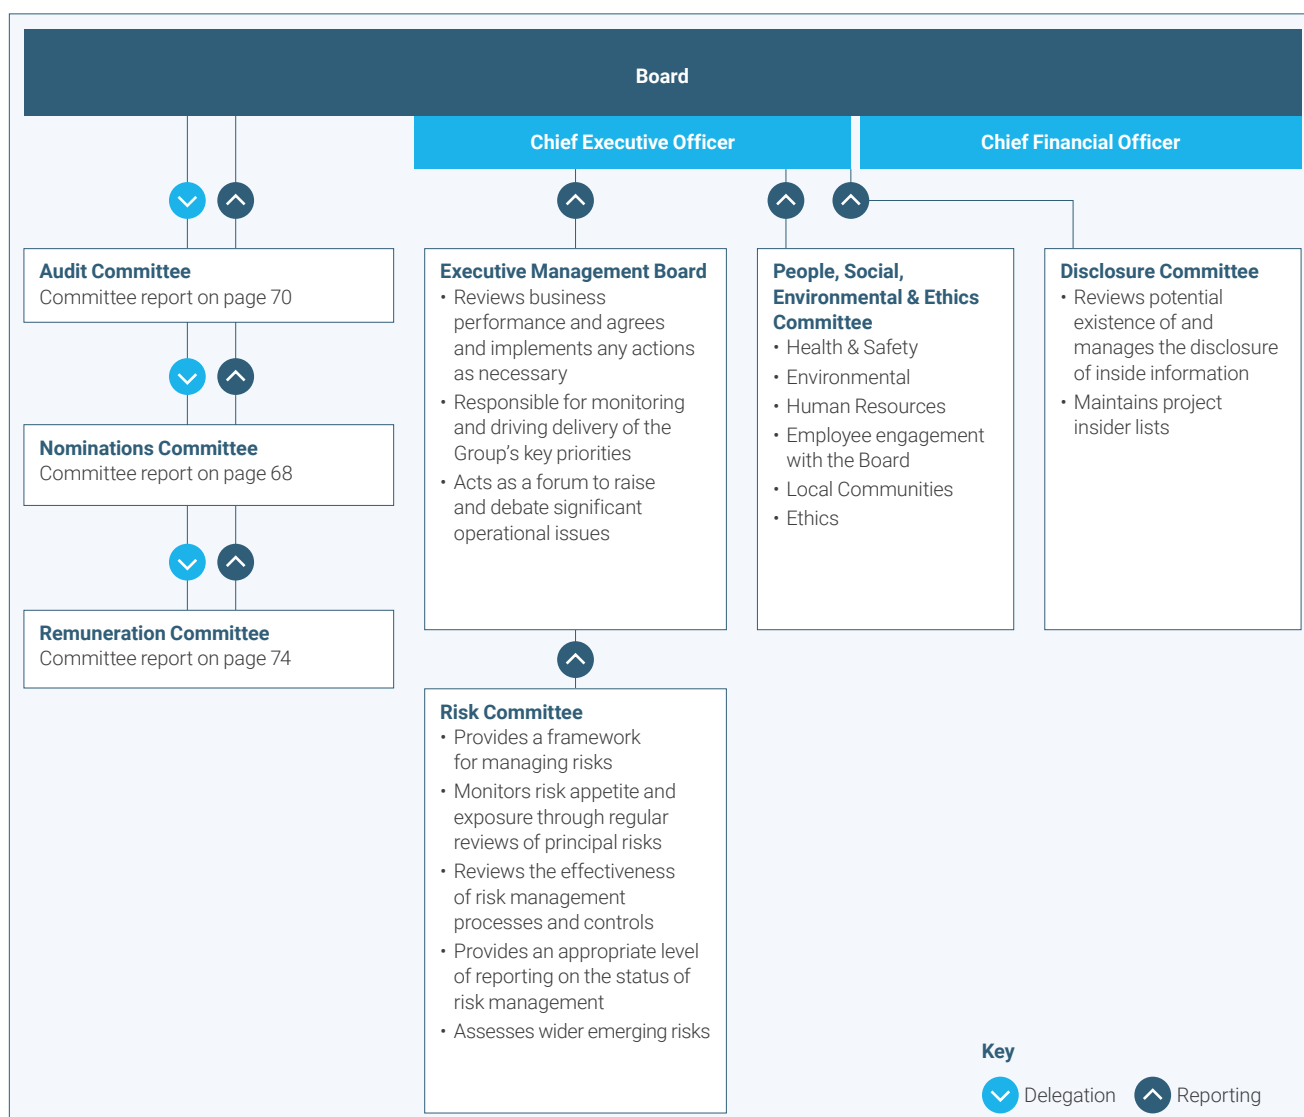 Board
Chief Executive Officer
Chief Financial Officer
Audit Committee
Committee report on page 70
Nominations Committee
Committee report on page 68
Remuneration Committee
Committee report on page 74
Executive Management Board
• Reviews business
performance and agrees
and implements any actions
as necessary
• Responsible for monitoring
and driving delivery of the
Group’s key priorities
• Acts as a forum to raise
and debate significant
operational issues
Risk Committee
• Provides a framework
for managing risks
• Monitors risk appetite and
exposure through regular
reviews of principal risks
• Reviews the effectiveness
of risk management
processes and controls
• Provides an appropriate level
of reporting on the status of
risk management
• Assesses wider emerging risks
People, Social,
Environmental & Ethics
Committee
• Health & Safety
• Environmental
• Human Resources
• Employee engagement
with the Board
• Local Communities
• Ethics
Disclosure Committee
• Reviews potential
existence of and
manages the disclosure
of inside information
• Maintains project
insider lists
Key
Delegation
Reporting